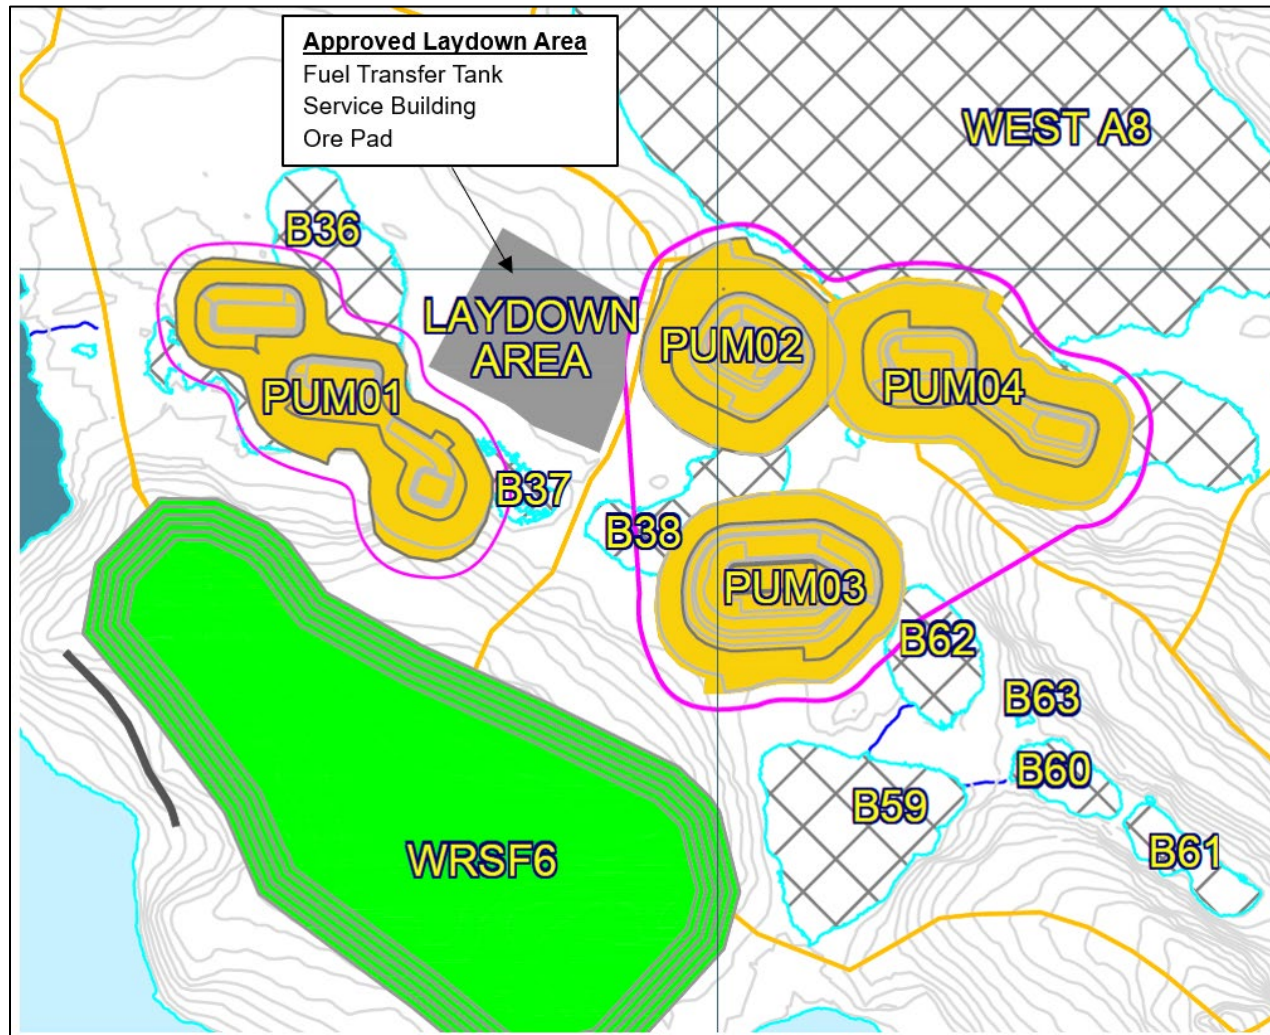 Approved Laydown Area
Fuel Transfer Tank
Service Building
Ore Pad
WEST A8
B36
LAYDOWN
AREA
PUM02
PUM04
PUM01
B37
B38
PUM03
B62
B63
B60
B59
B61
WRSF6